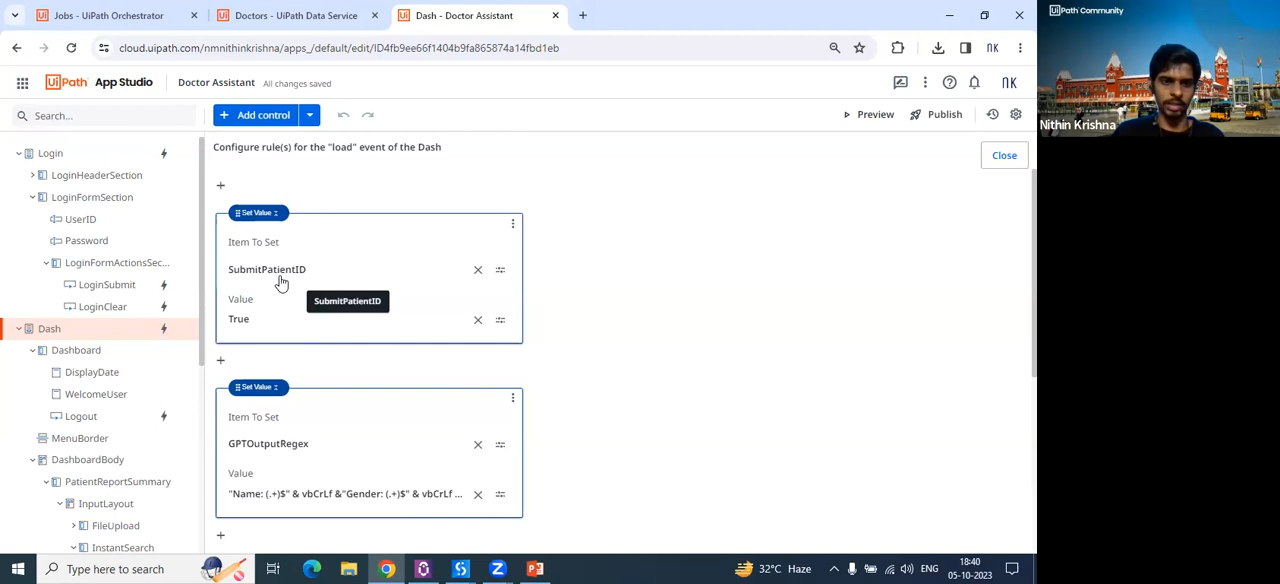 Jobs - UiPath Orchestrator
Doctors - UiPath Data Service
Dash - Doctor Assistant
cloud.uipath.com/nmnithinkrishna/apps_/default/edit/ID4fb9ee66f1404b9fa865874a14fbd1eb
NK
UiPath App Studio
Doctor Assistant
All changes saved
NK
Search...
Add control
Preview
Publish
Configure rule(s) for the "load" event of the Dash
Close
Login
LoginHeaderSection
LoginFormSection
UserID
Password
LoginFormActionsSec...
LoginSubmit
LoginClear
Dash
Dashboard
DisplayDate
WelcomeUser
Logout
MenuBorder
DashboardBody
PatientReportSummary
InputLayout
FileUpload
InstantSearch
Set Value
Item To Set
SubmitPatientID
Value
SubmitPatientID
True
Set Value
Item To Set
GPTOutputRegex
Value
"Name: (.+)$" & vbCrLf &"Gender: (.+)$" & vbCrLf ...
Type here to search
32°C Haze
ENG
18:40
05-10-2023
UiPath Community
Nithin Krishna